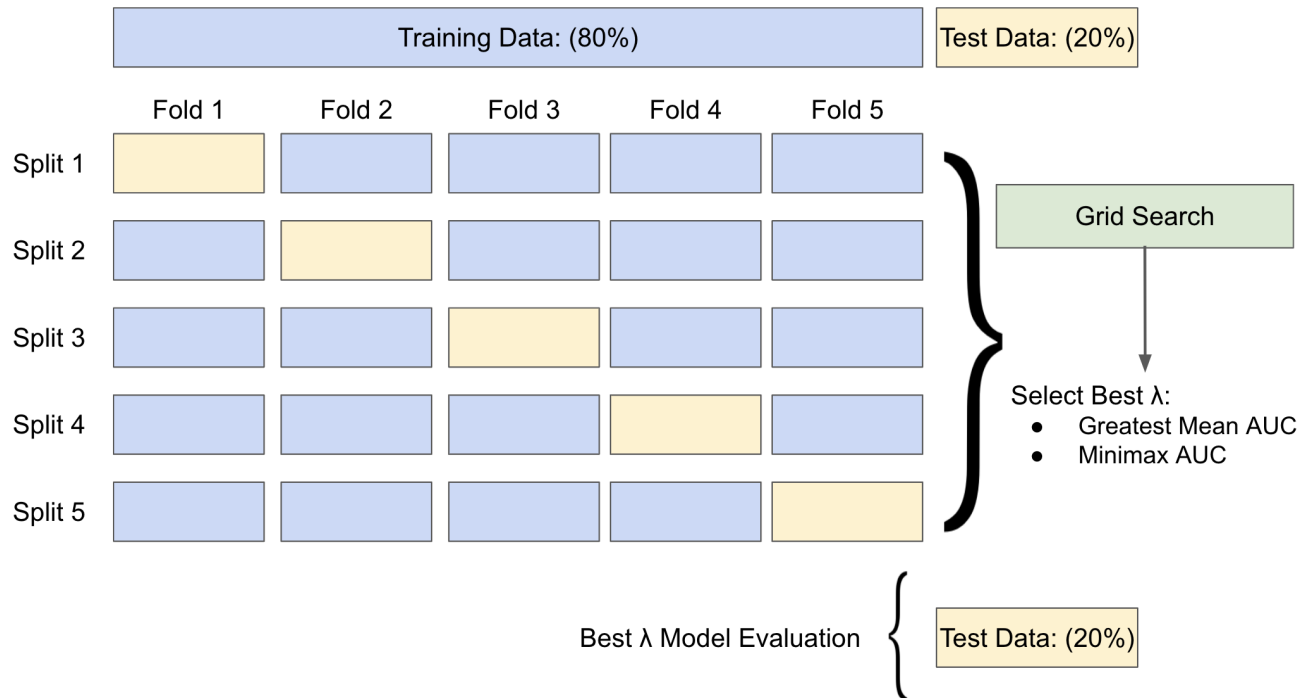 Training Data: (80%)
Test Data: (20%)
Fold 1
Fold 2
Fold 3
Fold 4
Fold 5
Split 1
Split 2
Split 3
Split 4
Split 5
Grid Search
Select Best λ:
● Greatest Mean AUC
● Minimax AUC
Best λ Model Evaluation
Test Data: (20%)